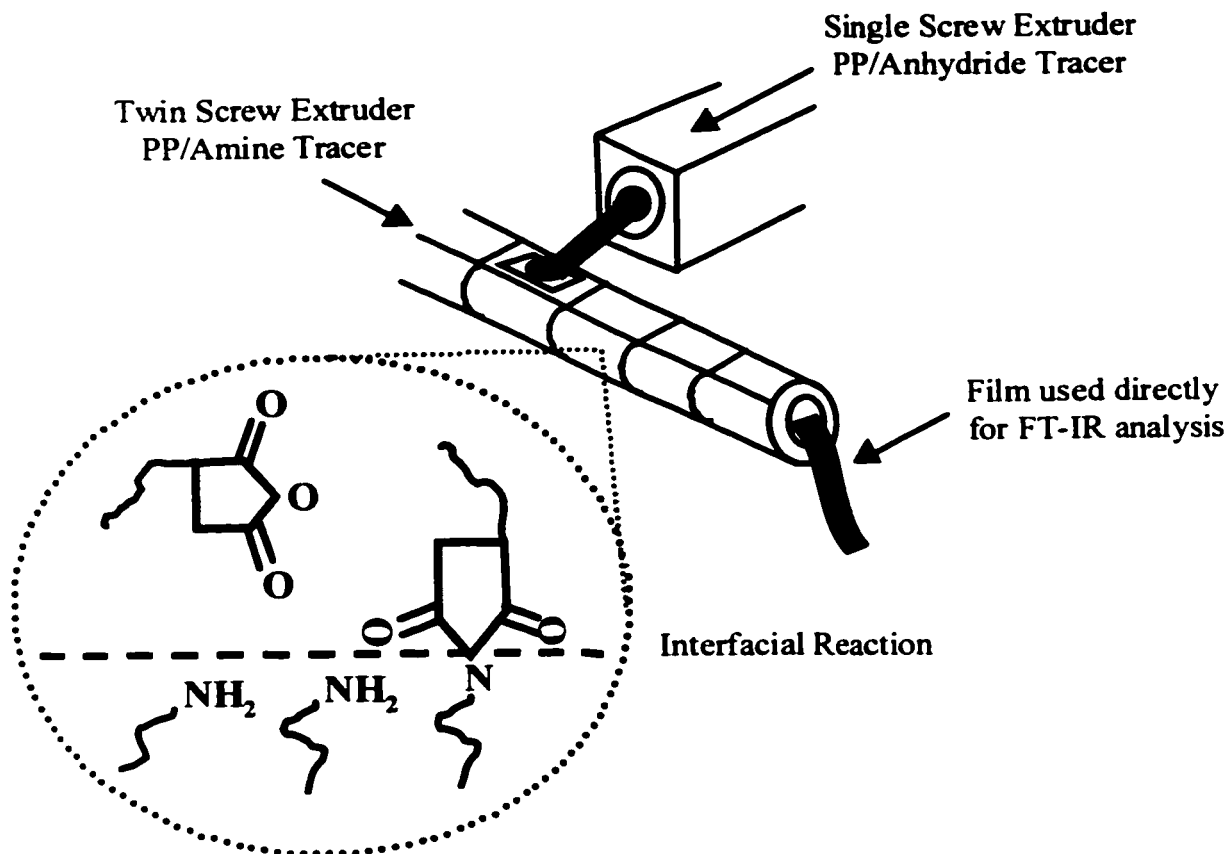 Single Screw Extruder
PP/Anhydride Tracer
Twin Screw Extruder
PP/Amine Tracer
Film used directly
for FT-IR analysis
O
O
O
O
O
Interfacial Reaction
NH₂
NH₂
N